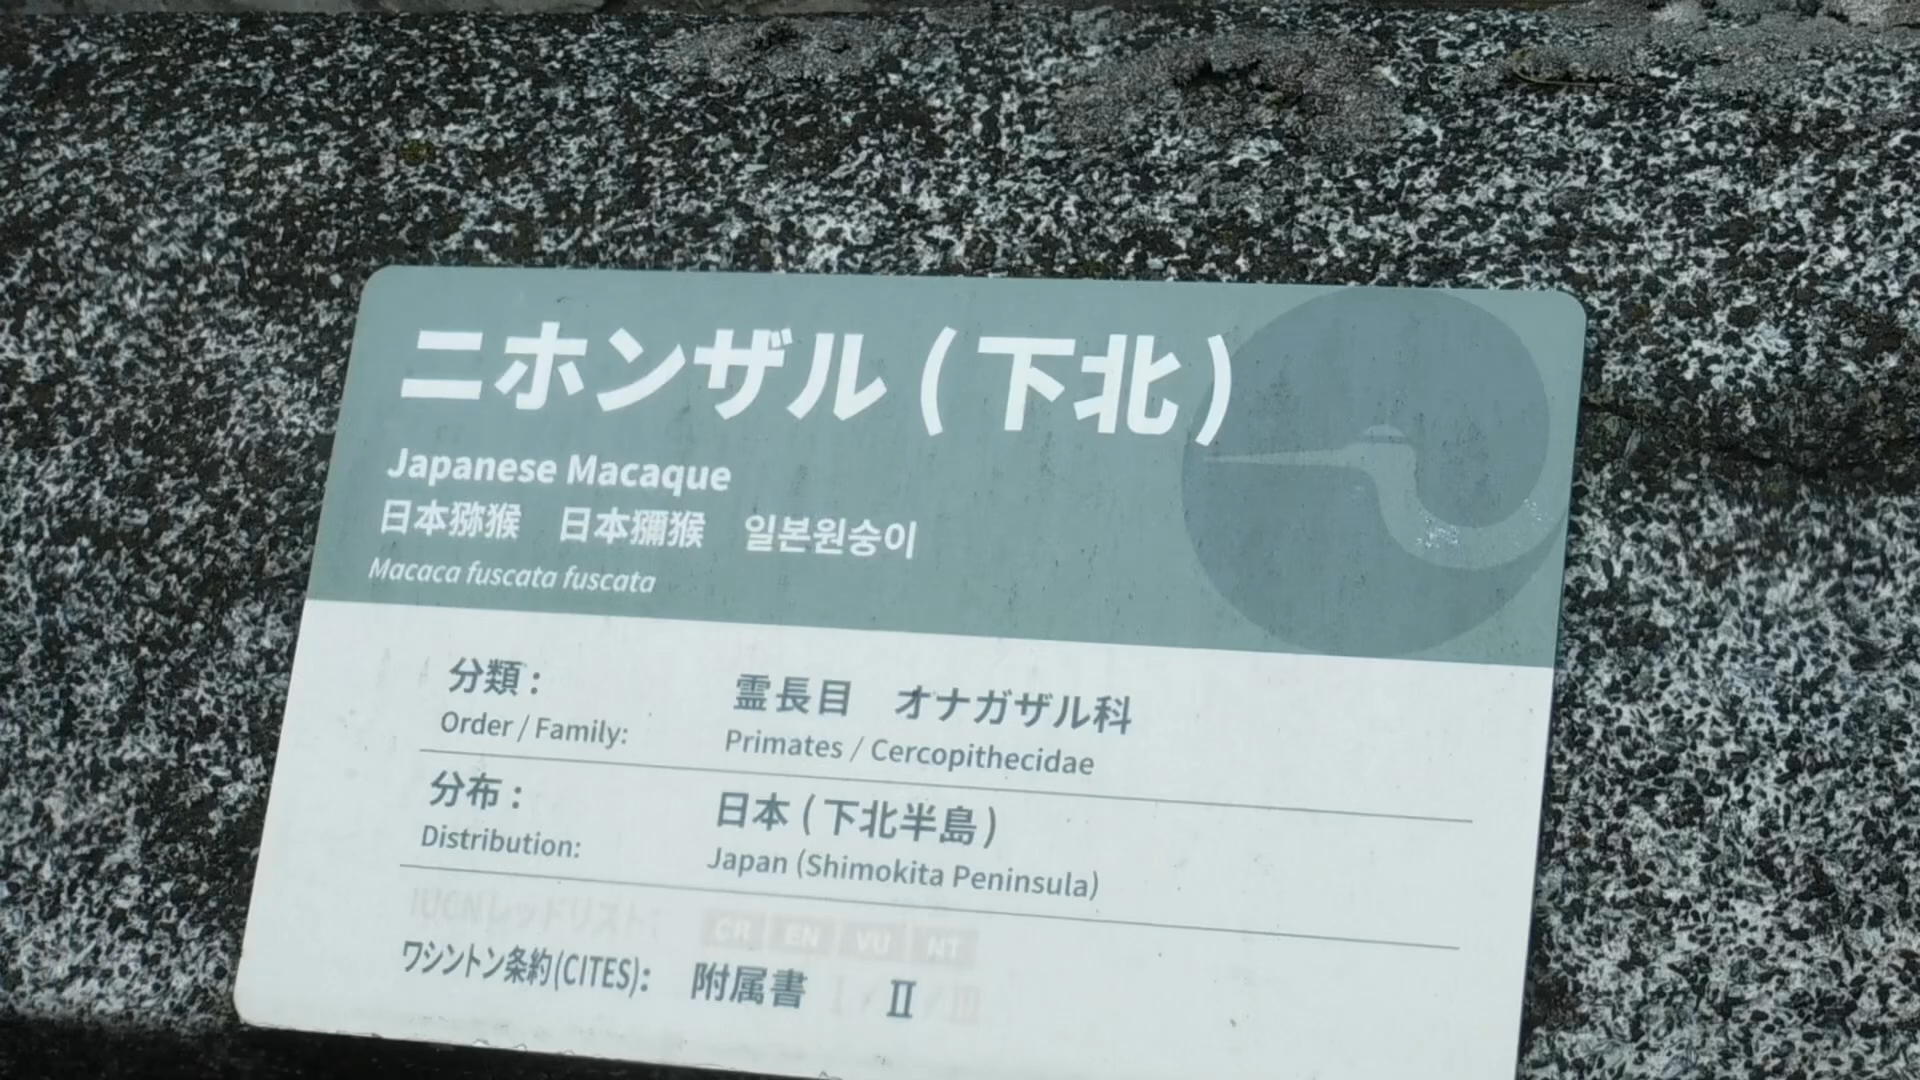 ニホンザル（下北）
Japanese Macaque
日本猕猴　日本獼猴　일본원숭이
Macaca fuscata fuscata
分類：　霊長目　オナガザル科
Order / Family:　Primates / Cercopithecidae
分布：　日本（下北半島）
Distribution:　Japan (Shimokita Peninsula)
IUCNレッドリスト：　CR EN VU NT
ワシントン条約(CITES)：　附属書　I / II / III